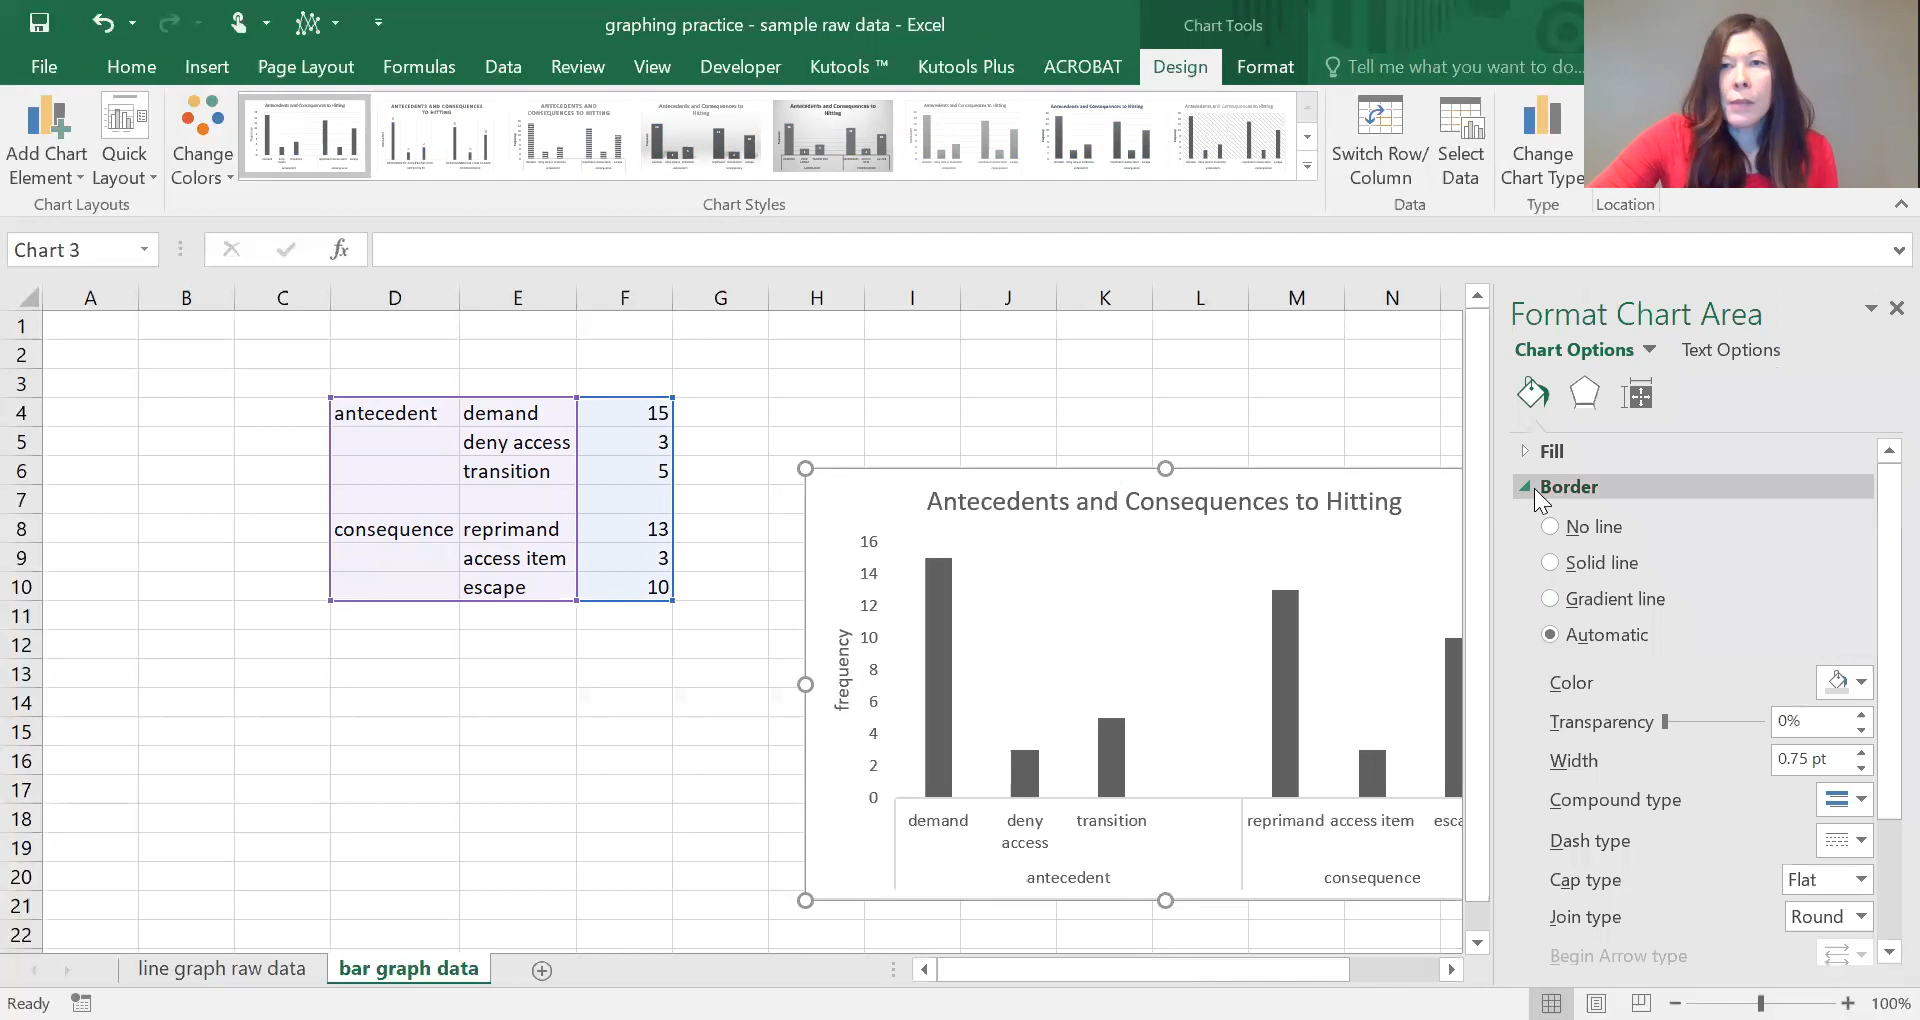 graphing practice - sample raw data - Excel
Chart Tools
File Home Insert Page Layout Formulas Data Review View Developer Kutools ™ Kutools Plus ACROBAT Design Format Tell me what you want to do...
Add Chart Element
Quick Layout
Change Colors
Switch Row/ Column
Select Data
Change Chart Type
Chart Layouts
Chart Styles
Data
Type
Location
Chart 3
fx
A B C D E F G H I J K L M N
1
2
3
4 antecedent demand 15
5 deny access 3
6 transition 5
7
8 consequence reprimand 13
9 access item 3
10 escape 10
11
12
13
14
15
16
17
18
19
20
21
22
Antecedents and Consequences to Hitting
frequency
16
14
12
10
8
6
4
2
0
demand deny access transition reprimand access item esca
antecedent consequence
Format Chart Area
Chart Options Text Options
Fill
Border
No line
Solid line
Gradient line
Automatic
Color
Transparency 0%
Width 0.75 pt
Compound type
Dash type
Cap type Flat
Join type Round
Begin Arrow type
line graph raw data bar graph data
Ready
100%